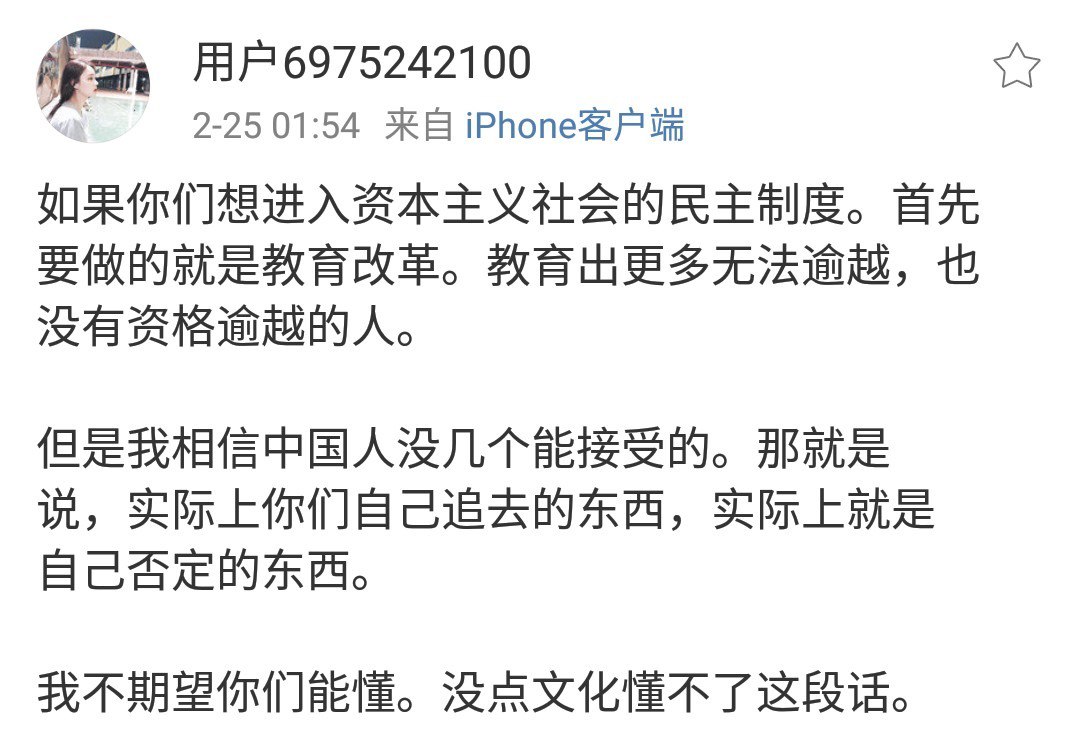 用户6975242100
2-25 01:54 来自 iPhone客户端
如果你们想进入资本主义社会的民主制度。首先
要做的就是教育改革。教育出更多无法逾越，也
没有资格逾越的人。
但是我相信中国人没几个能接受的。那就是
说，实际上你们自己追去的东西，实际上就是
自己否定的东西。
我不期望你们能懂。没点文化懂不了这段话。